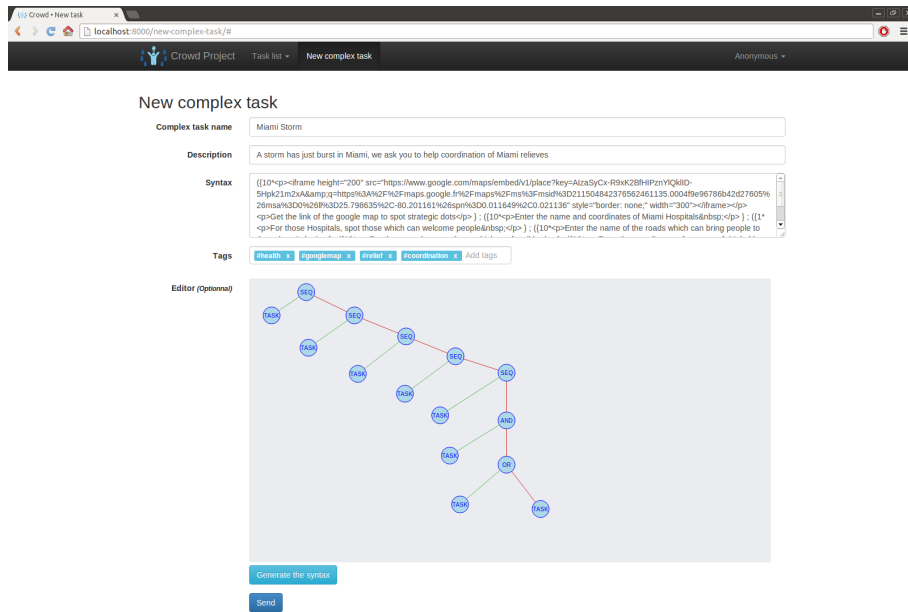 Crowd • New task
localhost:8000/new-complex-task/#
Crowd Project Task list New complex task Anonymous
New complex task
Complex task name Miami Storm
Description A storm has just burst in Miami, we ask you to help coordination of Miami relieves
Syntax
({10*<p><iframe height="200" src="https://www.google.com/maps/embed/v1/place?key=
5Hpk21m2xA&amp;q=https%3A%2F%2Fmaps.google.fr%2Fmaps%2Fms%3Fmsid%3D211504842376562461135.0004f9e96786b42d27605%
26msa%3D0%26ll%3D25.798635%2C-80.201161%26spn%3D0.011649%2C0.021136" style="border: none;" width="300"></iframe></p>
<p>Get the link of the google map to spot strategic dots</p> } ; ({10*<p>Enter the name and coordinates of Miami Hospitals&nbsp;</p> } ; ({1*
<p>For those Hospitals, spot those which can welcome people&nbsp;</p> } ; ({10*<p>Enter the name of the roads which can bring people to
Tags #health x #googlemap x #relief x #coordination x Add tags
Editor (Optionnal)
SEQ
TASK SEQ
SEQ
TASK
SEQ
TASK SEQ
TASK
TASK
AND
TASK
OR
TASK TASK
Generate the syntax
Send